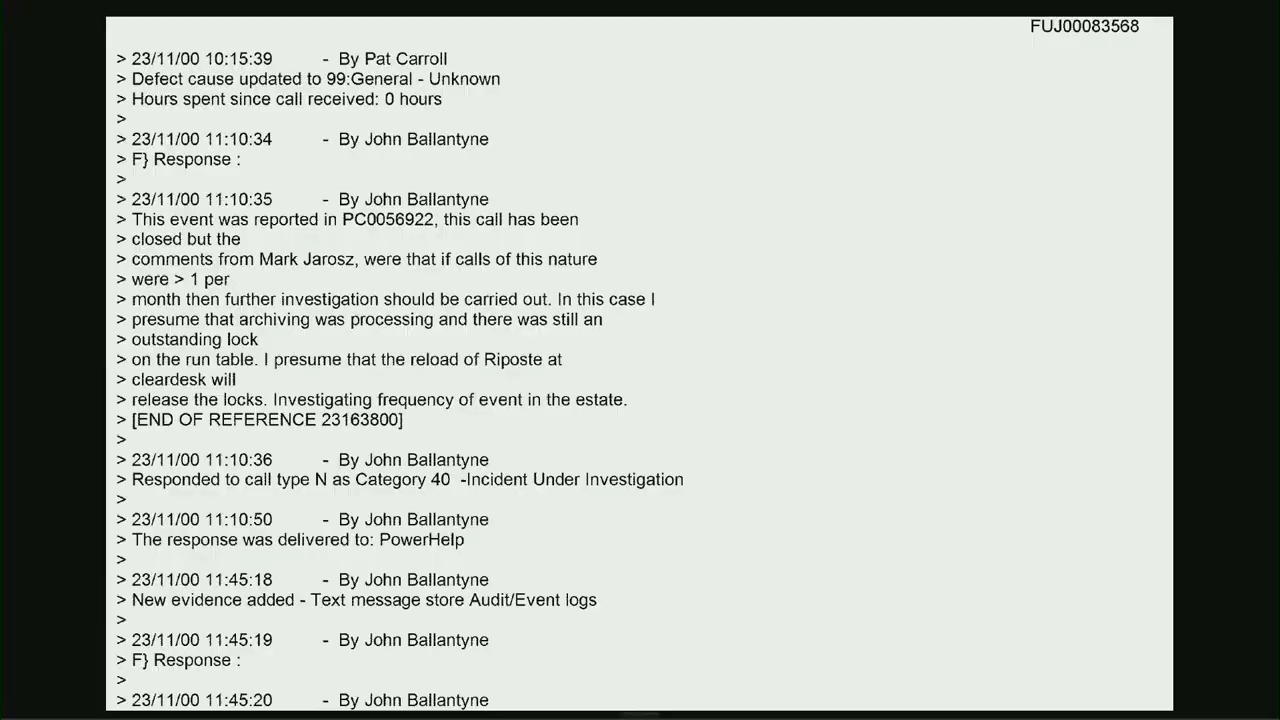 FUJ00083568
> 23/11/00 10:15:39 - By Pat Carroll
> Defect cause updated to 99:General - Unknown
> Hours spent since call received: 0 hours
>
> 23/11/00 11:10:34 - By John Ballantyne
> F} Response :
>
> 23/11/00 11:10:35 - By John Ballantyne
> This event was reported in PC0056922, this call has been
> closed but the
> comments from Mark Jarosz, were that if calls of this nature
> were > 1 per
> month then further investigation should be carried out. In this case I
> presume that archiving was processing and there was still an
> outstanding lock
> on the run table. I presume that the reload of Riposte at
> cleardesk will
> release the locks. Investigating frequency of event in the estate.
> [END OF REFERENCE 23163800]
>
> 23/11/00 11:10:36 - By John Ballantyne
> Responded to call type N as Category 40 -Incident Under Investigation
>
> 23/11/00 11:10:50 - By John Ballantyne
> The response was delivered to: PowerHelp
>
> 23/11/00 11:45:18 - By John Ballantyne
> New evidence added - Text message store Audit/Event logs
>
> 23/11/00 11:45:19 - By John Ballantyne
> F} Response :
>
> 23/11/00 11:45:20 - By John Ballantyne